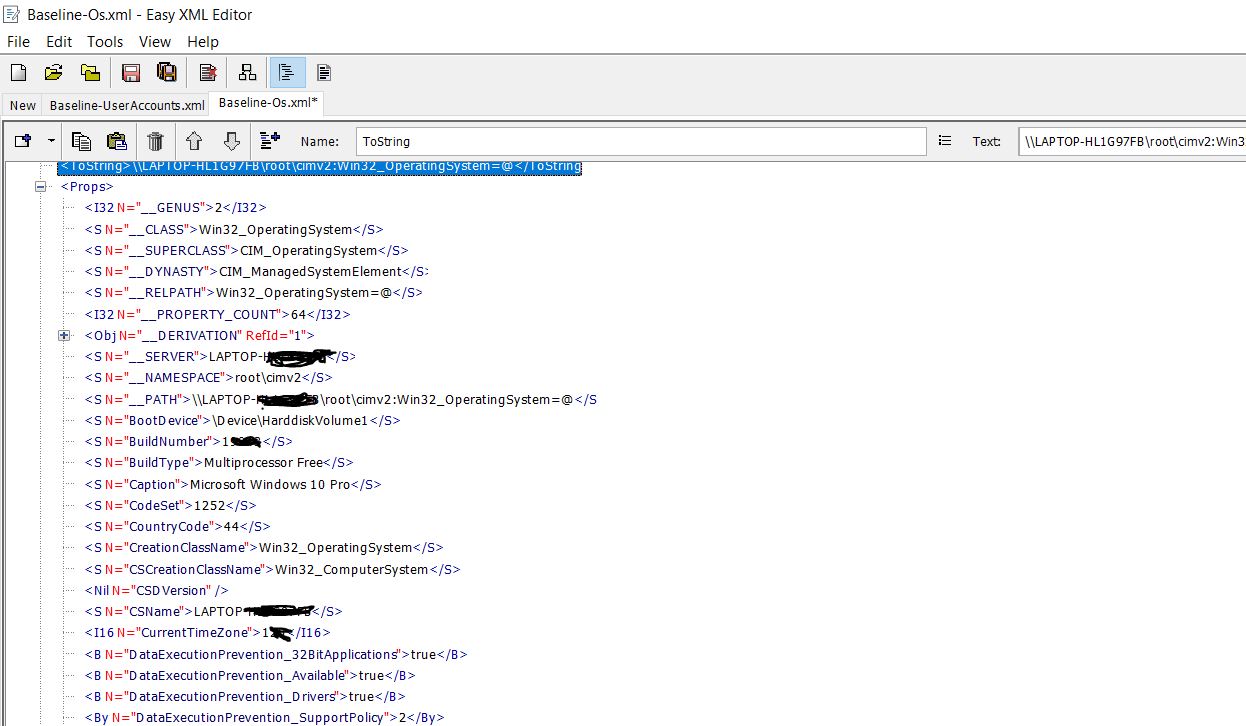 Baseline-Os.xml - Easy XML Editor
File Edit Tools View Help
New Baseline-UserAccounts.xml Baseline-Os.xml*
Name: ToString Text: \\LAPTOP-HL1G97FB\root\cimv2:Win3
<ToString>\\LAPTOP-HL1G97FB\root\cimv2:Win32_OperatingSystem=@</ToString
<Props>
<I32 N="__GENUS">2</I32>
<S N="__CLASS">Win32_OperatingSystem</S>
<S N="__SUPERCLASS">CIM_OperatingSystem</S>
<S N="__DYNASTY">CIM_ManagedSystemElement</S>
<S N="__RELPATH">Win32_OperatingSystem=@</S>
<I32 N="__PROPERTY_COUNT">64</I32>
<Obj N="__DERIVATION" RefId="1">
<S N="__SERVER">LAPTOP-</S>
<S N="__NAMESPACE">root\cimv2</S>
<S N="__PATH">\\LAPTOP-\root\cimv2:Win32_OperatingSystem=@</S
<S N="BootDevice">\Device\HarddiskVolume1</S>
<S N="BuildNumber">1</S>
<S N="BuildType">Multiprocessor Free</S>
<S N="Caption">Microsoft Windows 10 Pro</S>
<S N="CodeSet">1252</S>
<S N="CountryCode">44</S>
<S N="CreationClassName">Win32_OperatingSystem</S>
<S N="CSCreationClassName">Win32_ComputerSystem</S>
<Nil N="CSDVersion" />
<S N="CSName">LAPTOP</S>
<I16 N="CurrentTimeZone">1</I16>
<B N="DataExecutionPrevention_32BitApplications">true</B>
<B N="DataExecutionPrevention_Available">true</B>
<B N="DataExecutionPrevention_Drivers">true</B>
<By N="DataExecutionPrevention_SupportPolicy">2</By>